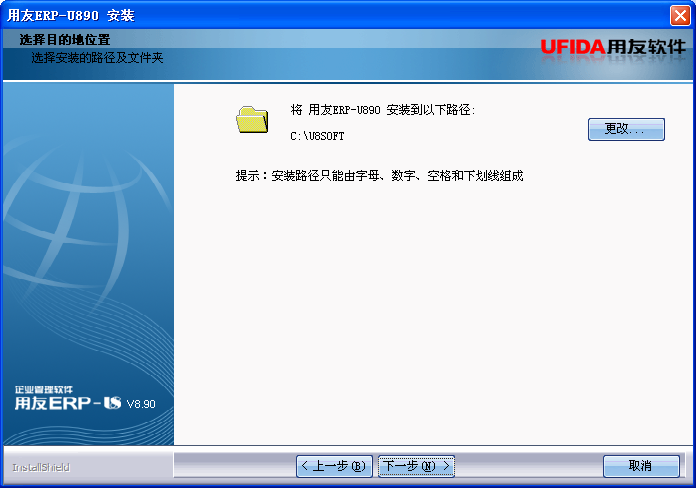 用友ERP-U890 安装
选择目的地位置
选择安装的路径及文件夹
UFIDA用友软件
将 用友ERP-U890 安装到以下路径:
C:\U8SOFT
更改...
提示：安装路径只能由字母、数字、空格和下划线组成
企业管理软件
用友ERP-U8 V8.90
InstallShield
< 上一步(B)
下一步(N) >
取消